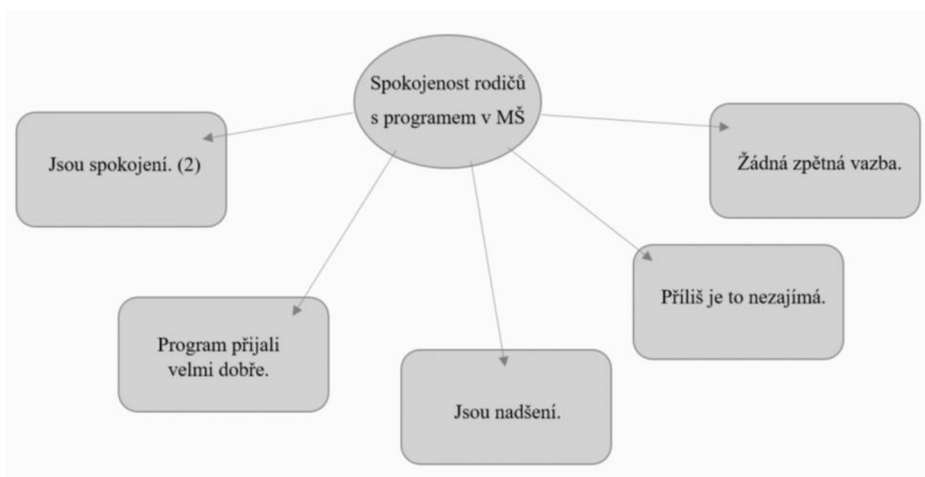 Spokojenost rodičů
s programem v MŠ
Jsou spokojení. (2)
Žádná zpětná vazba.
Příliš je to nezajímá.
Program přijali
velmi dobře.
Jsou nadšení.